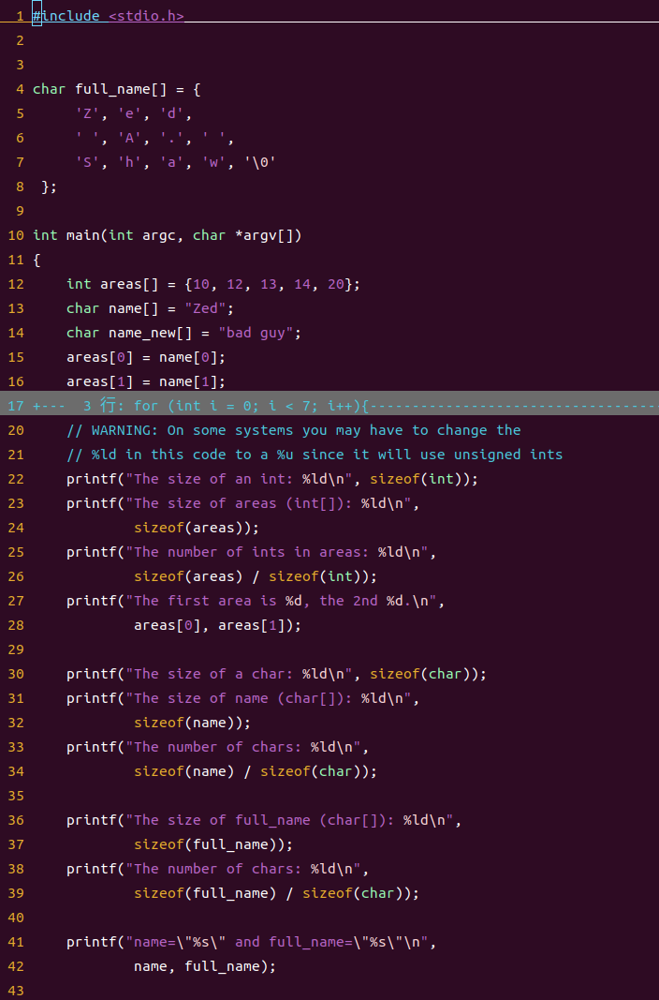 1 #include <stdio.h>
2
3
4 char full_name[] = {
5      'Z', 'e', 'd',
6      ' ', 'A', '.', ' ',
7      'S', 'h', 'a', 'w', '\0'
8  };
9
10 int main(int argc, char *argv[])
11 {
12     int areas[] = {10, 12, 13, 14, 20};
13     char name[] = "Zed";
14     char name_new[] = "bad guy";
15     areas[0] = name[0];
16     areas[1] = name[1];
17 +---  3 行: for (int i = 0; i < 7; i++){----------------------------------
20     // WARNING: On some systems you may have to change the
21     // %ld in this code to a %u since it will use unsigned ints
22     printf("The size of an int: %ld\n", sizeof(int));
23     printf("The size of areas (int[]): %ld\n",
24             sizeof(areas));
25     printf("The number of ints in areas: %ld\n",
26             sizeof(areas) / sizeof(int));
27     printf("The first area is %d, the 2nd %d.\n",
28             areas[0], areas[1]);
29
30     printf("The size of a char: %ld\n", sizeof(char));
31     printf("The size of name (char[]): %ld\n",
32             sizeof(name));
33     printf("The number of chars: %ld\n",
34             sizeof(name) / sizeof(char));
35
36     printf("The size of full_name (char[]): %ld\n",
37             sizeof(full_name));
38     printf("The number of chars: %ld\n",
39             sizeof(full_name) / sizeof(char));
40
41     printf("name=\"%s\" and full_name=\"%s\"\n",
42             name, full_name);
43